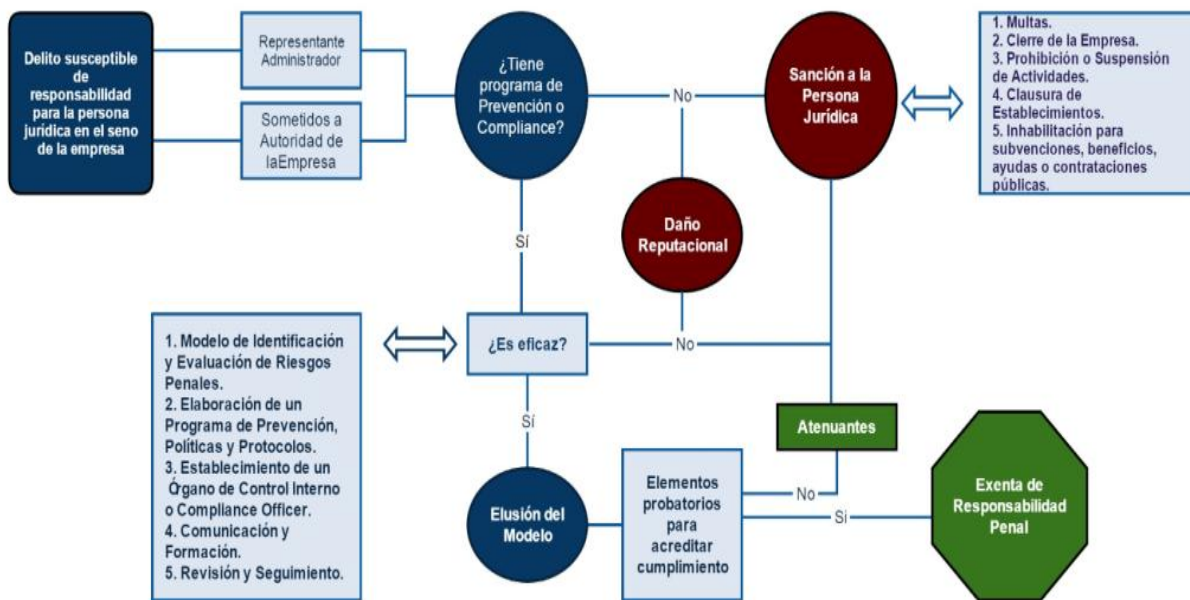 Delito susceptible
de
responsabilidad
para la persona
jurídica en el seno
de la empresa
Representante
Administrador
Sometidos a
Autoridad de
laEmpresa
¿Tiene
programa de
Prevención o
Compliance?
No
Sanción a la
Persona
Jurídica
1. Multas.
2. Cierre de la Empresa.
3. Prohibición o Suspensión
de Actividades.
4. Clausura de
Establecimientos.
5. Inhabilitación para
subvenciones, beneficios,
ayudas o contrataciones
públicas.
Daño
Reputacional
Sí
1. Modelo de Identificación
y Evaluación de Riesgos
Penales.
2. Elaboración de un
Programa de Prevención,
Políticas y Protocolos.
3. Establecimiento de un
Órgano de Control Interno
o Compliance Officer.
4. Comunicación y
Formación.
5. Revisión y Seguimiento.
¿Es eficaz?
No
Sí
Atenuantes
Elusión del
Modelo
Elementos
probatorios
para
acreditar
cumplimiento
No
Sí
Exenta de
Responsabilidad
Penal